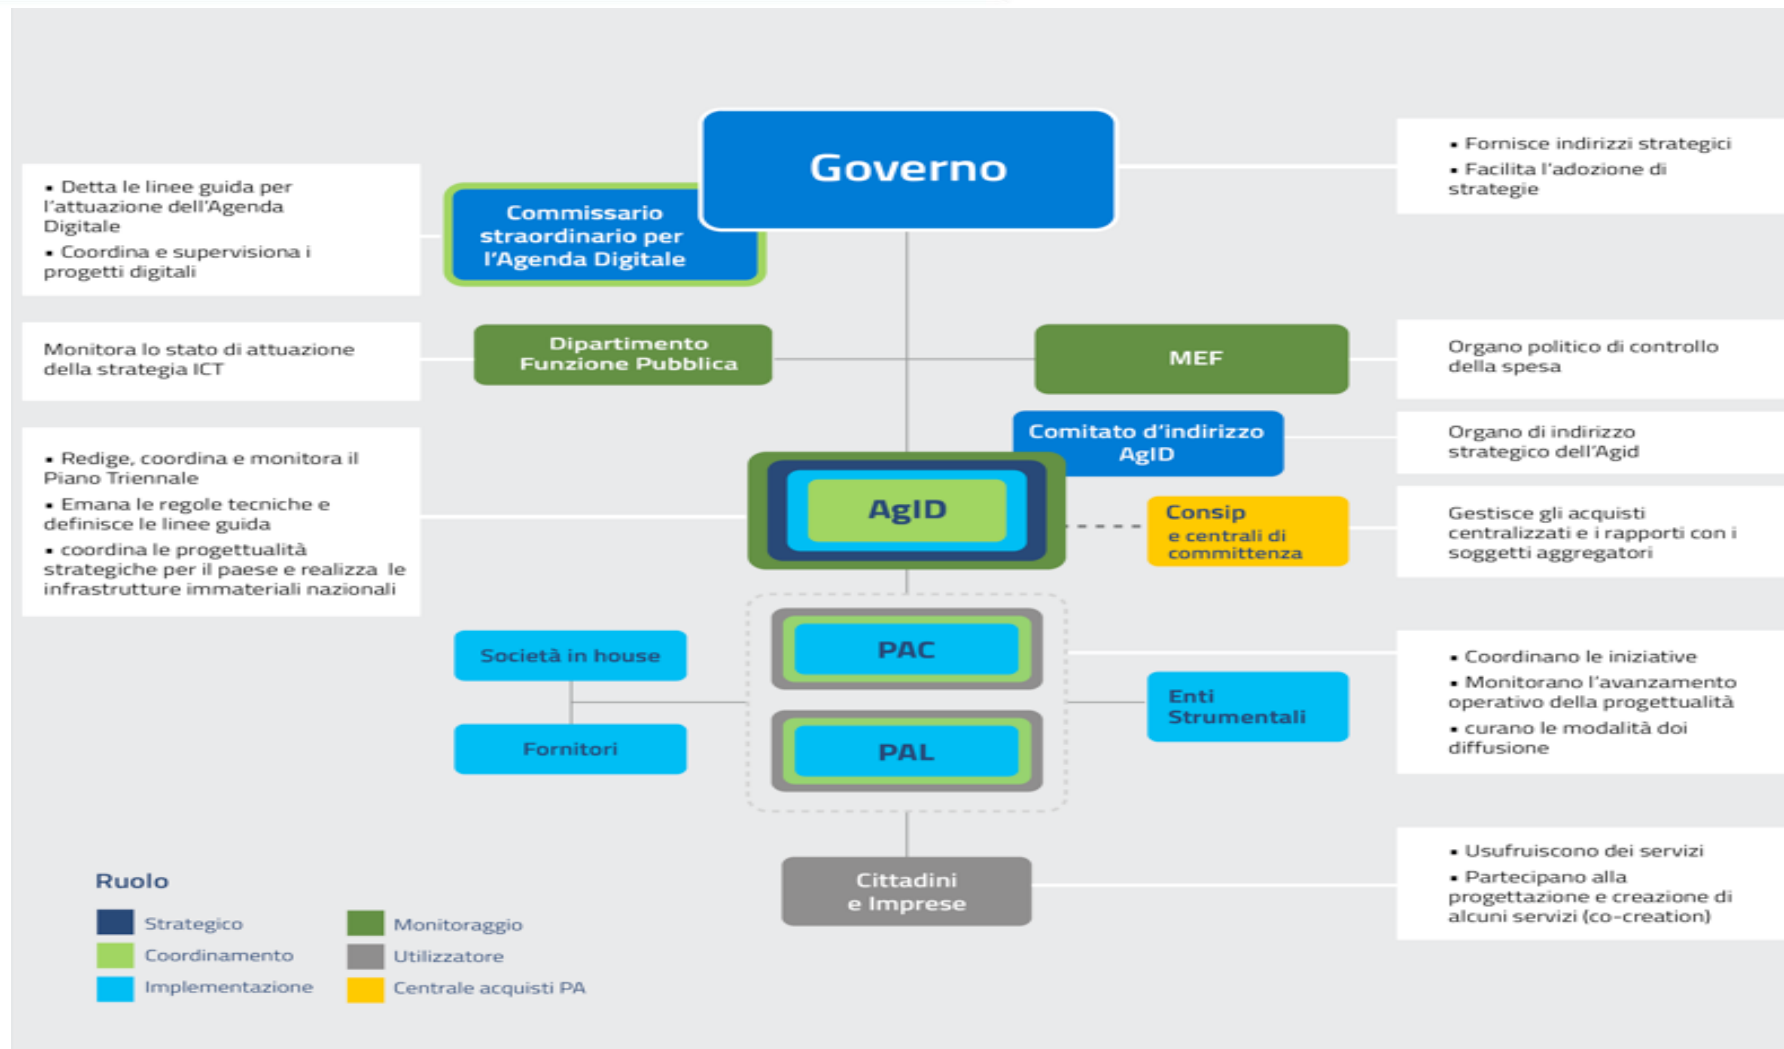 Governo
▪ Fornisce indirizzi strategici
▪ Facilita l'adozione di
strategie
▪ Detta le linee guida per
l'attuazione dell'Agenda
Digitale
▪ Coordina e supervisiona i
progetti digitali
Commissario
straordinario per
l'Agenda Digitale
Monitora lo stato di attuazione
della strategia ICT
Dipartimento
Funzione Pubblica
MEF
Organo politico di controllo
della spesa
Comitato d'indirizzo
AgID
Organo di indirizzo
strategico dell'Agid
▪ Redige, coordina e monitora il
Piano Triennale
▪ Emana le regole tecniche e
definisce le linee guida
▪ coordina le progettualità
strategiche per il paese e realizza le
infrastrutture immateriali nazionali
AgID
Consip
e centrali di
committenza
Gestisce gli acquisti
centralizzati e i rapporti con i
soggetti aggregatori
Società in house
Fornitori
PAC
PAL
Enti
Strumentali
▪ Coordinano le iniziative
▪ Monitorano l'avanzamento
operativo della progettualità
▪ curano le modalità doi
diffusione
Cittadini
e Imprese
▪ Usufruiscono dei servizi
▪ Partecipano alla
progettazione e creazione di
alcuni servizi (co-creation)
Ruolo
Strategico
Coordinamento
Implementazione
Monitoraggio
Utilizzatore
Centrale acquisti PA